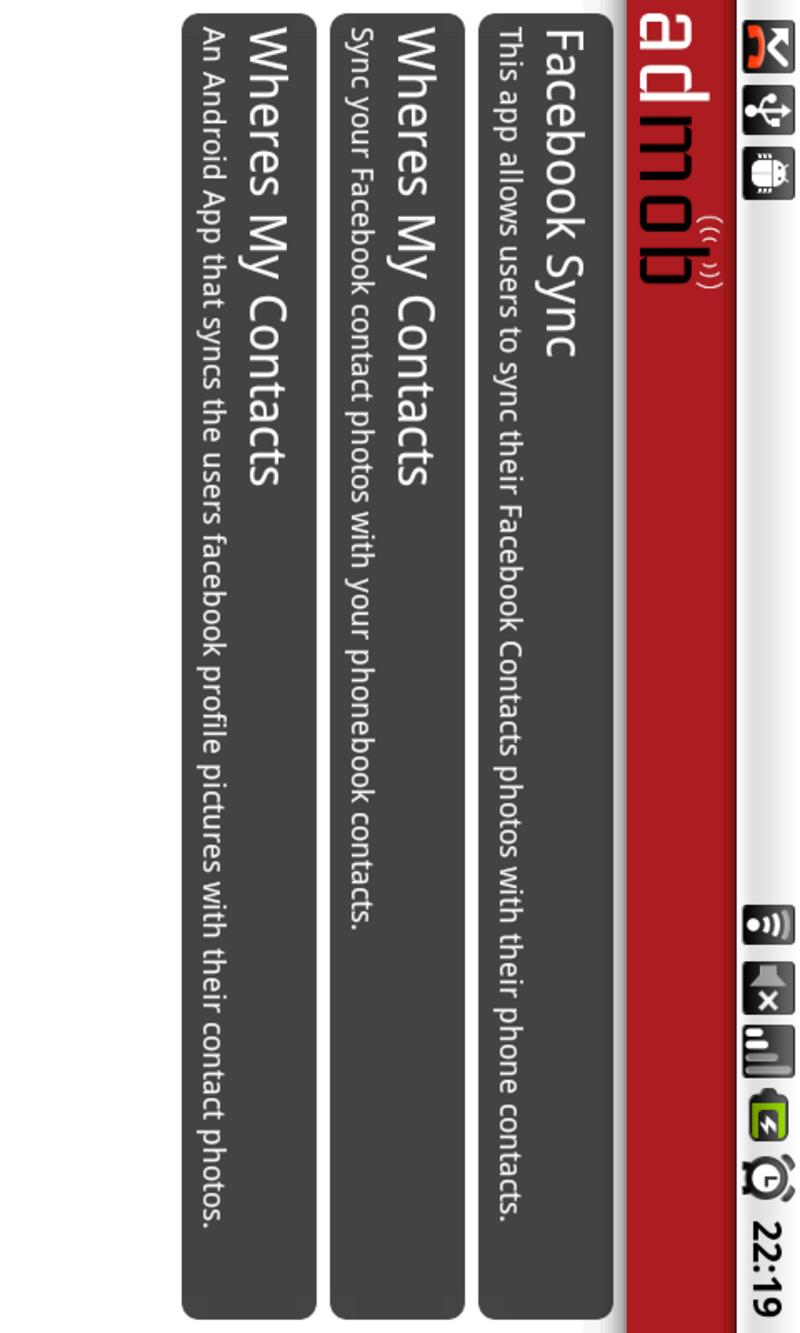 22:19
admob
Facebook Sync
This app allows users to sync their Facebook Contacts photos with their phone contacts.
Wheres My Contacts
Sync your Facebook contact photos with your phonebook contacts.
Wheres My Contacts
An Android App that syncs the users facebook profile pictures with their contact photos.